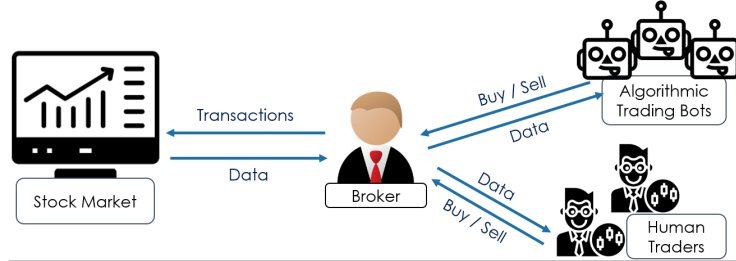 Transactions
Data
Stock Market
Broker
Buy / Sell
Data
Algorithmic
Trading Bots
Data
Buy / Sell
Human
Traders